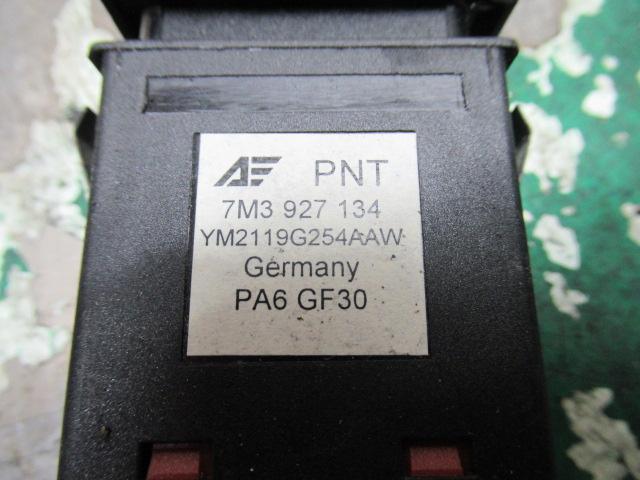 AE PNT
7M3 927 134
YM2119G254AAW
Germany
PA6 GF30